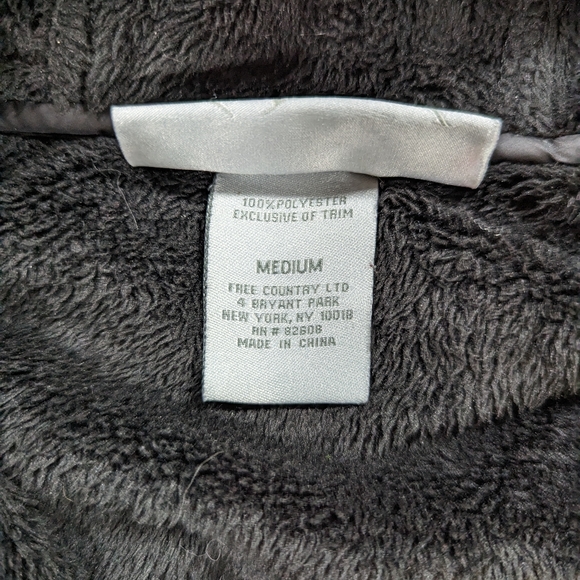 100% POLYESTER
EXCLUSIVE OF TRIM
MEDIUM
FREE COUNTRY LTD
4 BRYANT PARK
NEW YORK, NY 10018
RN # 82608
MADE IN CHINA